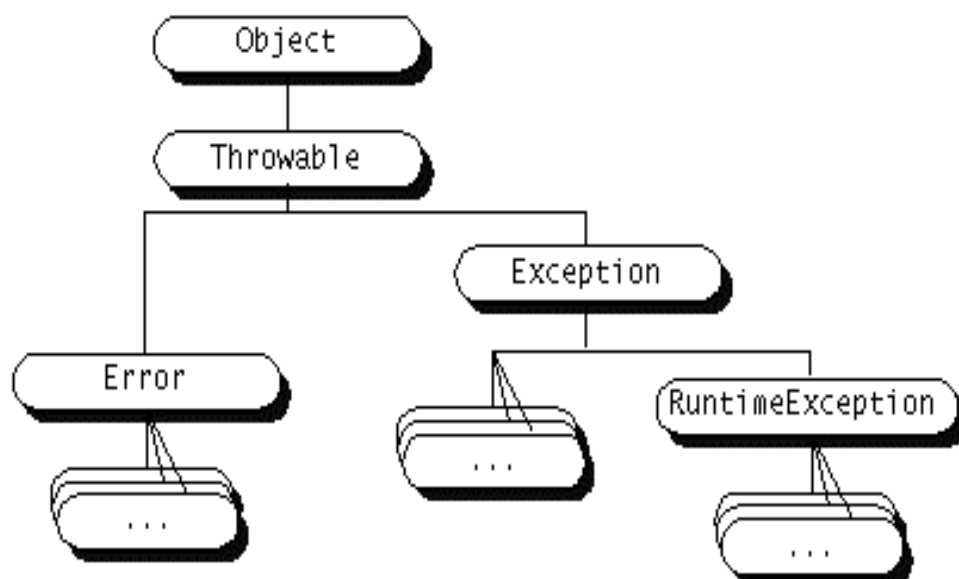 Object
Throwable
Exception
Error
RuntimeException
...
...
...